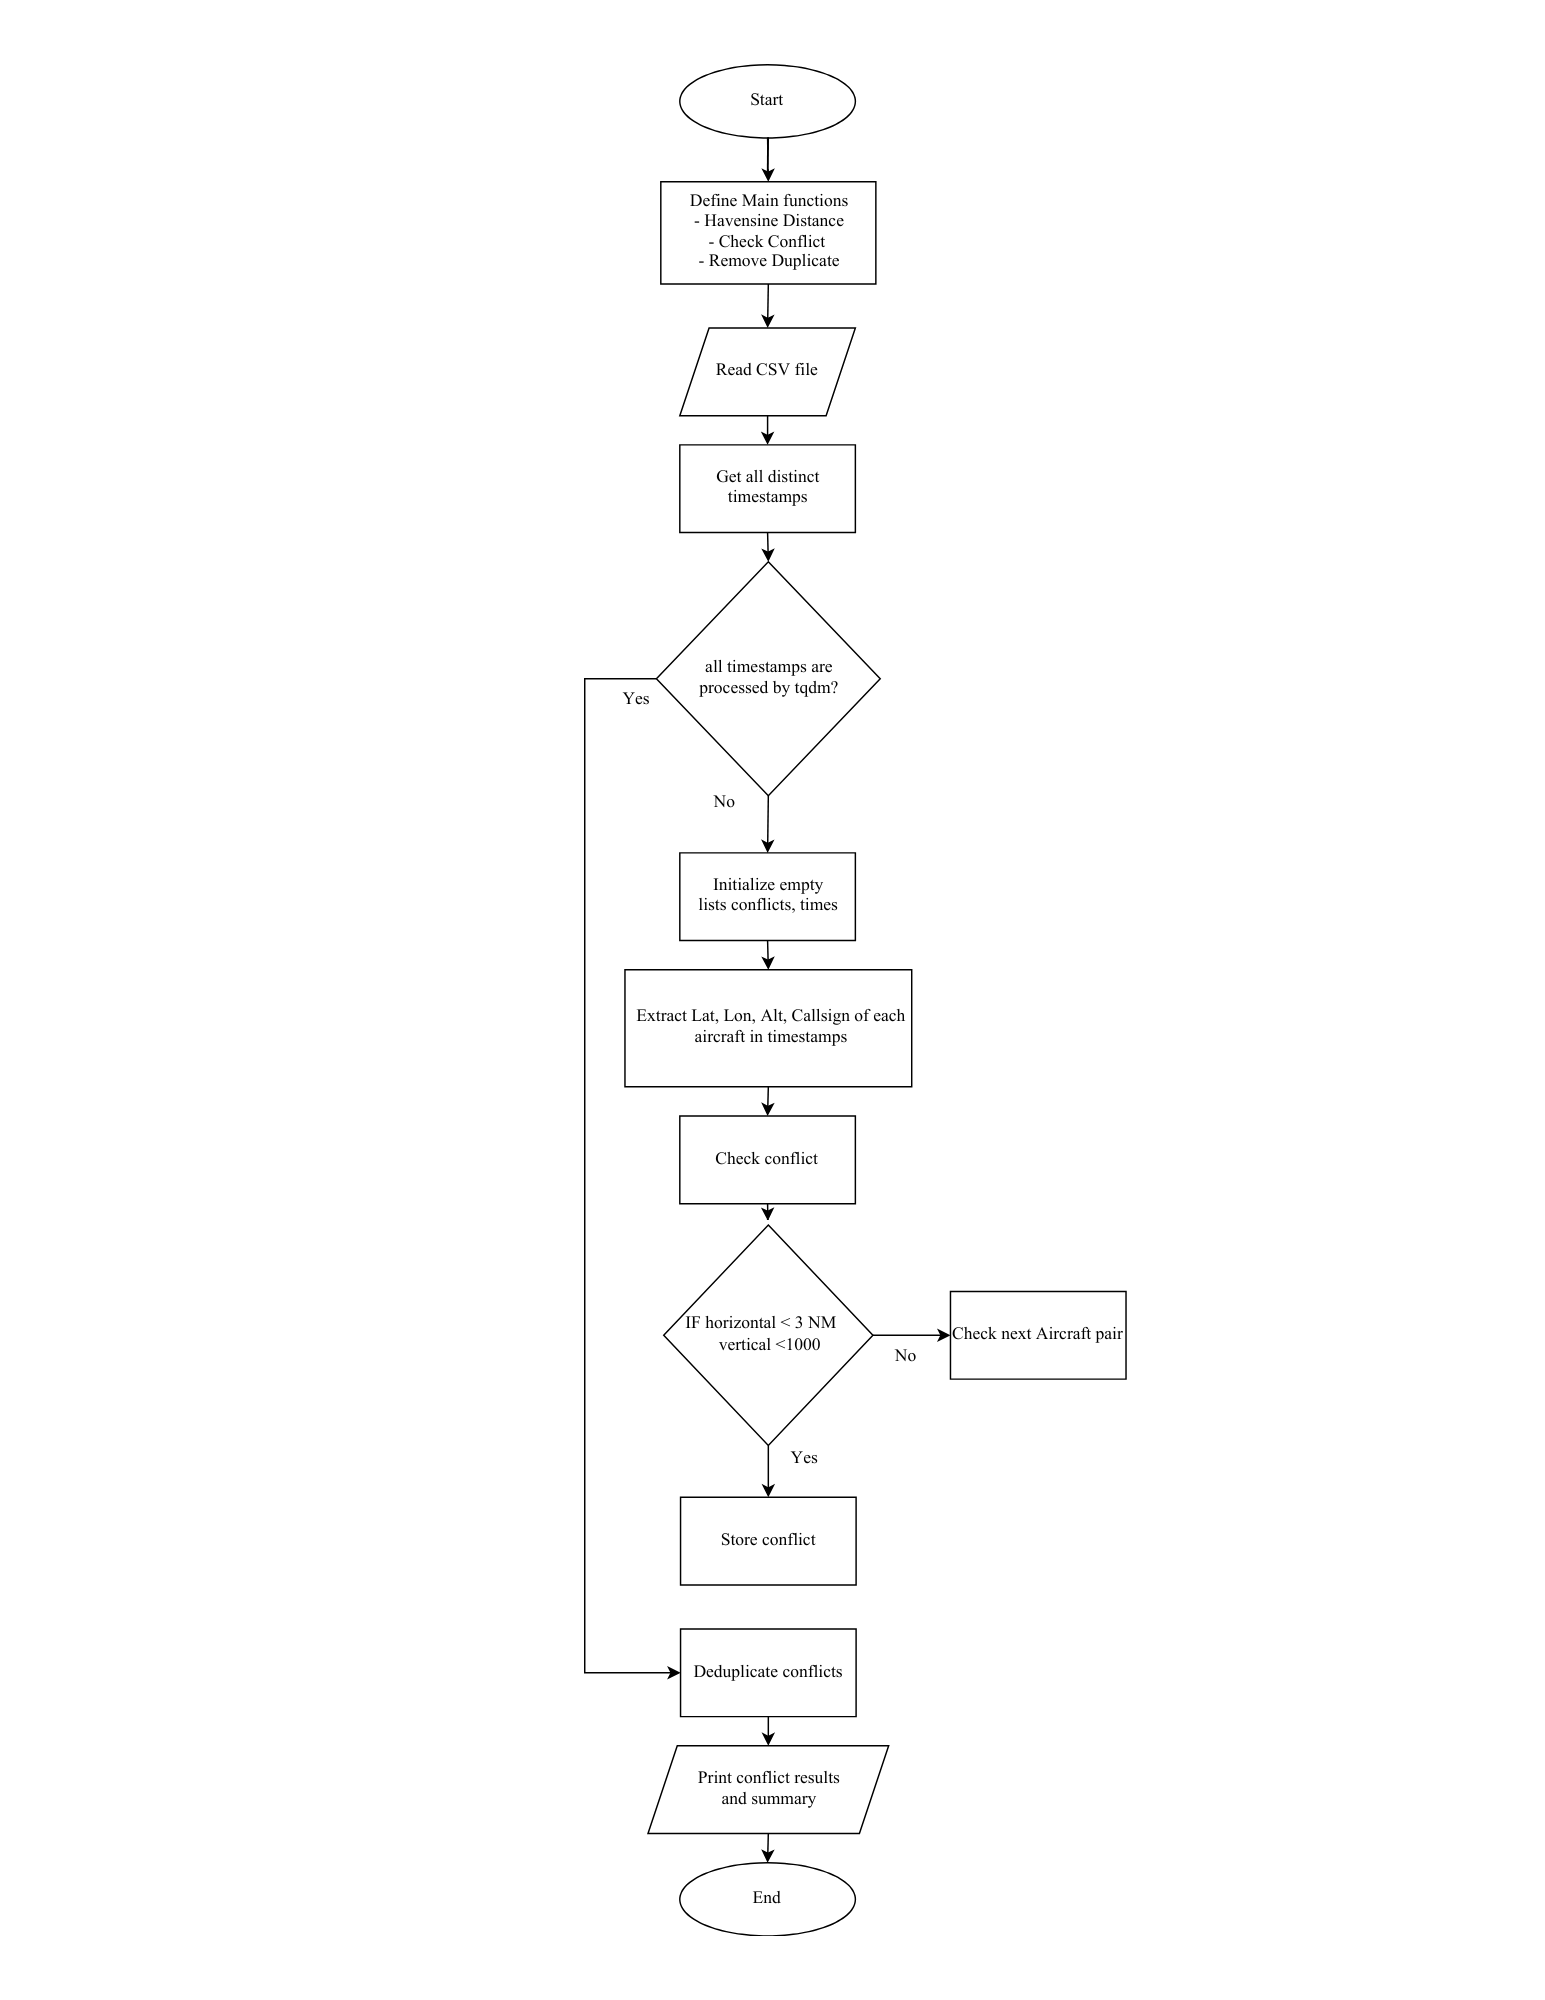 Start
Define Main functions
- Havensine Distance
- Check Conflict
- Remove Duplicate
Read CSV file
Get all distinct
timestamps
all timestamps are
processed by tqdm?
Yes
No
Initialize empty
lists conflicts, times
Extract Lat, Lon, Alt, Callsign of each
aircraft in timestamps
Check conflict
IF horizontal < 3 NM
vertical <1000
Check next Aircraft pair
No
Yes
Store conflict
Deduplicate conflicts
Print conflict results
and summary
End